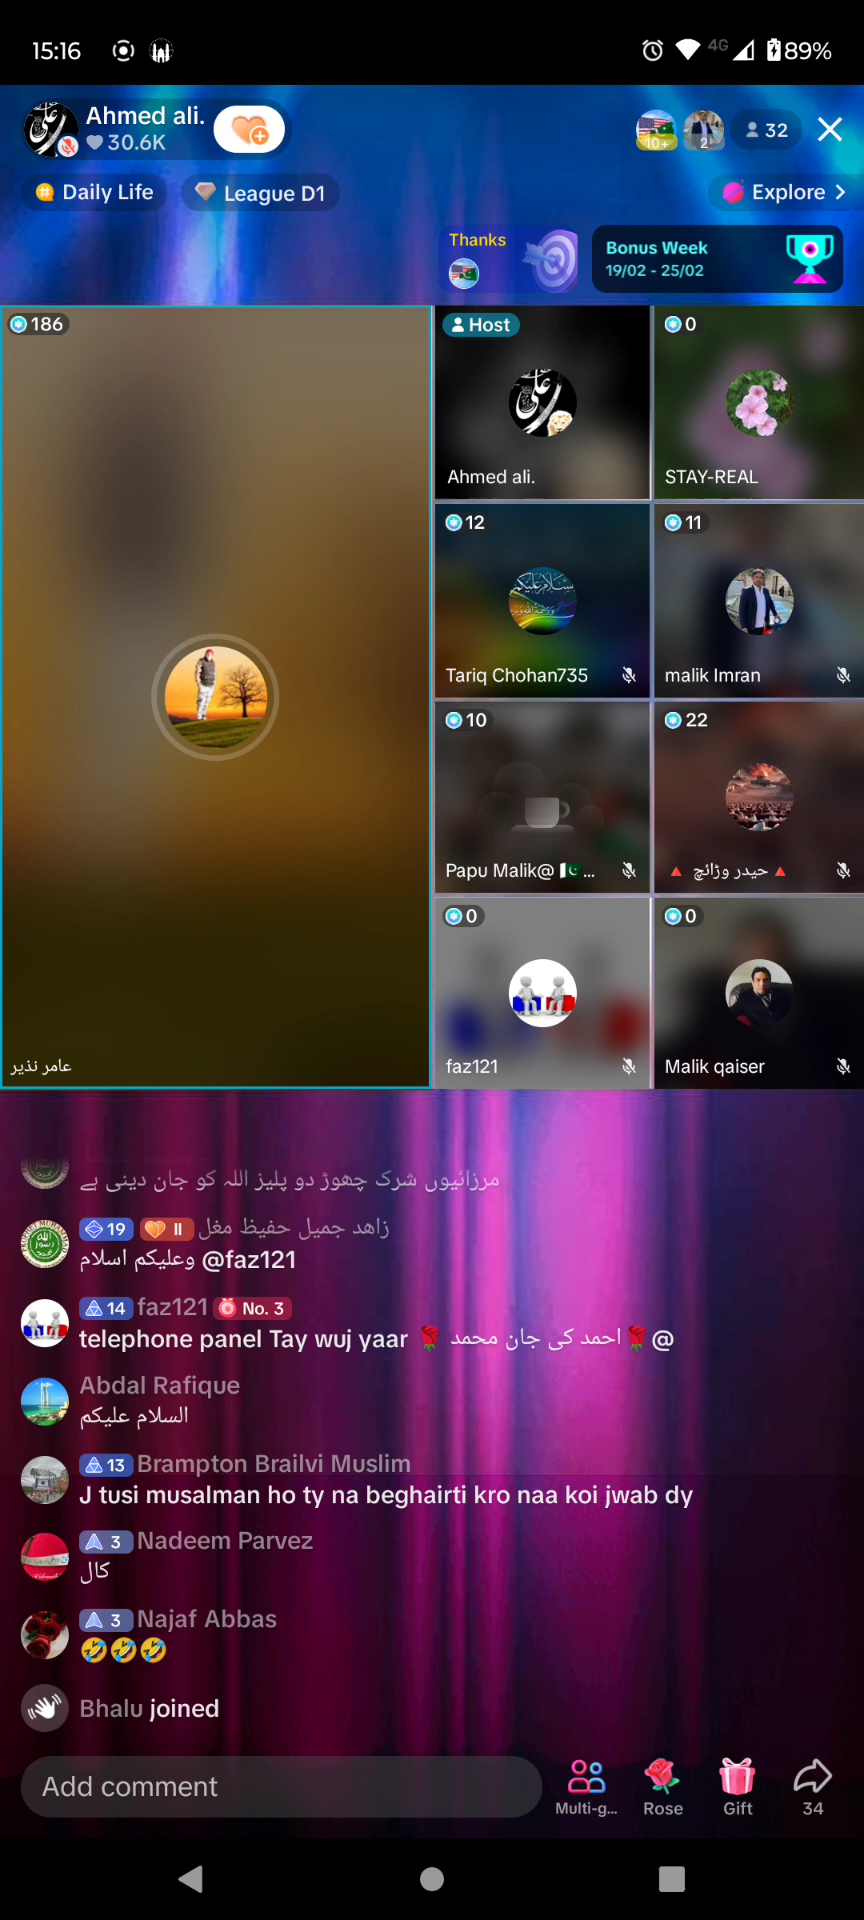 15:16
4G
89%
Ahmed ali.
30.6K
10+
2
32
Daily Life
League D1
Explore
Thanks
Bonus Week
19/02 - 25/02
186
Host
Ahmed ali.
0
STAY-REAL
12
Tariq Chohan735
11
malik Imran
10
Papu Malik@ 🇵🇰...
22
🔺 حیدر وڑائچ 🔺
0
faz121
0
Malik qaiser
عامر نذیر
مرزائیوں شرک چھوڑ دو پلیز اللہ کو جان دینی ہے
19 II زاهد جمیل حفیظ مغل
وعلیکم اسلام @faz121
14 faz121 No. 3
telephone panel Tay wuj yaar 🌹 احمد کی جان محمد🌹@
Abdal Rafique
السلام علیکم
13 Brampton Brailvi Muslim
J tusi musalman ho ty na beghairti kro naa koi jwab dy
3 Nadeem Parvez
کال
3 Najaf Abbas
🤣🤣🤣
Bhalu joined
Add comment
Multi-g...
Rose
Gift
34